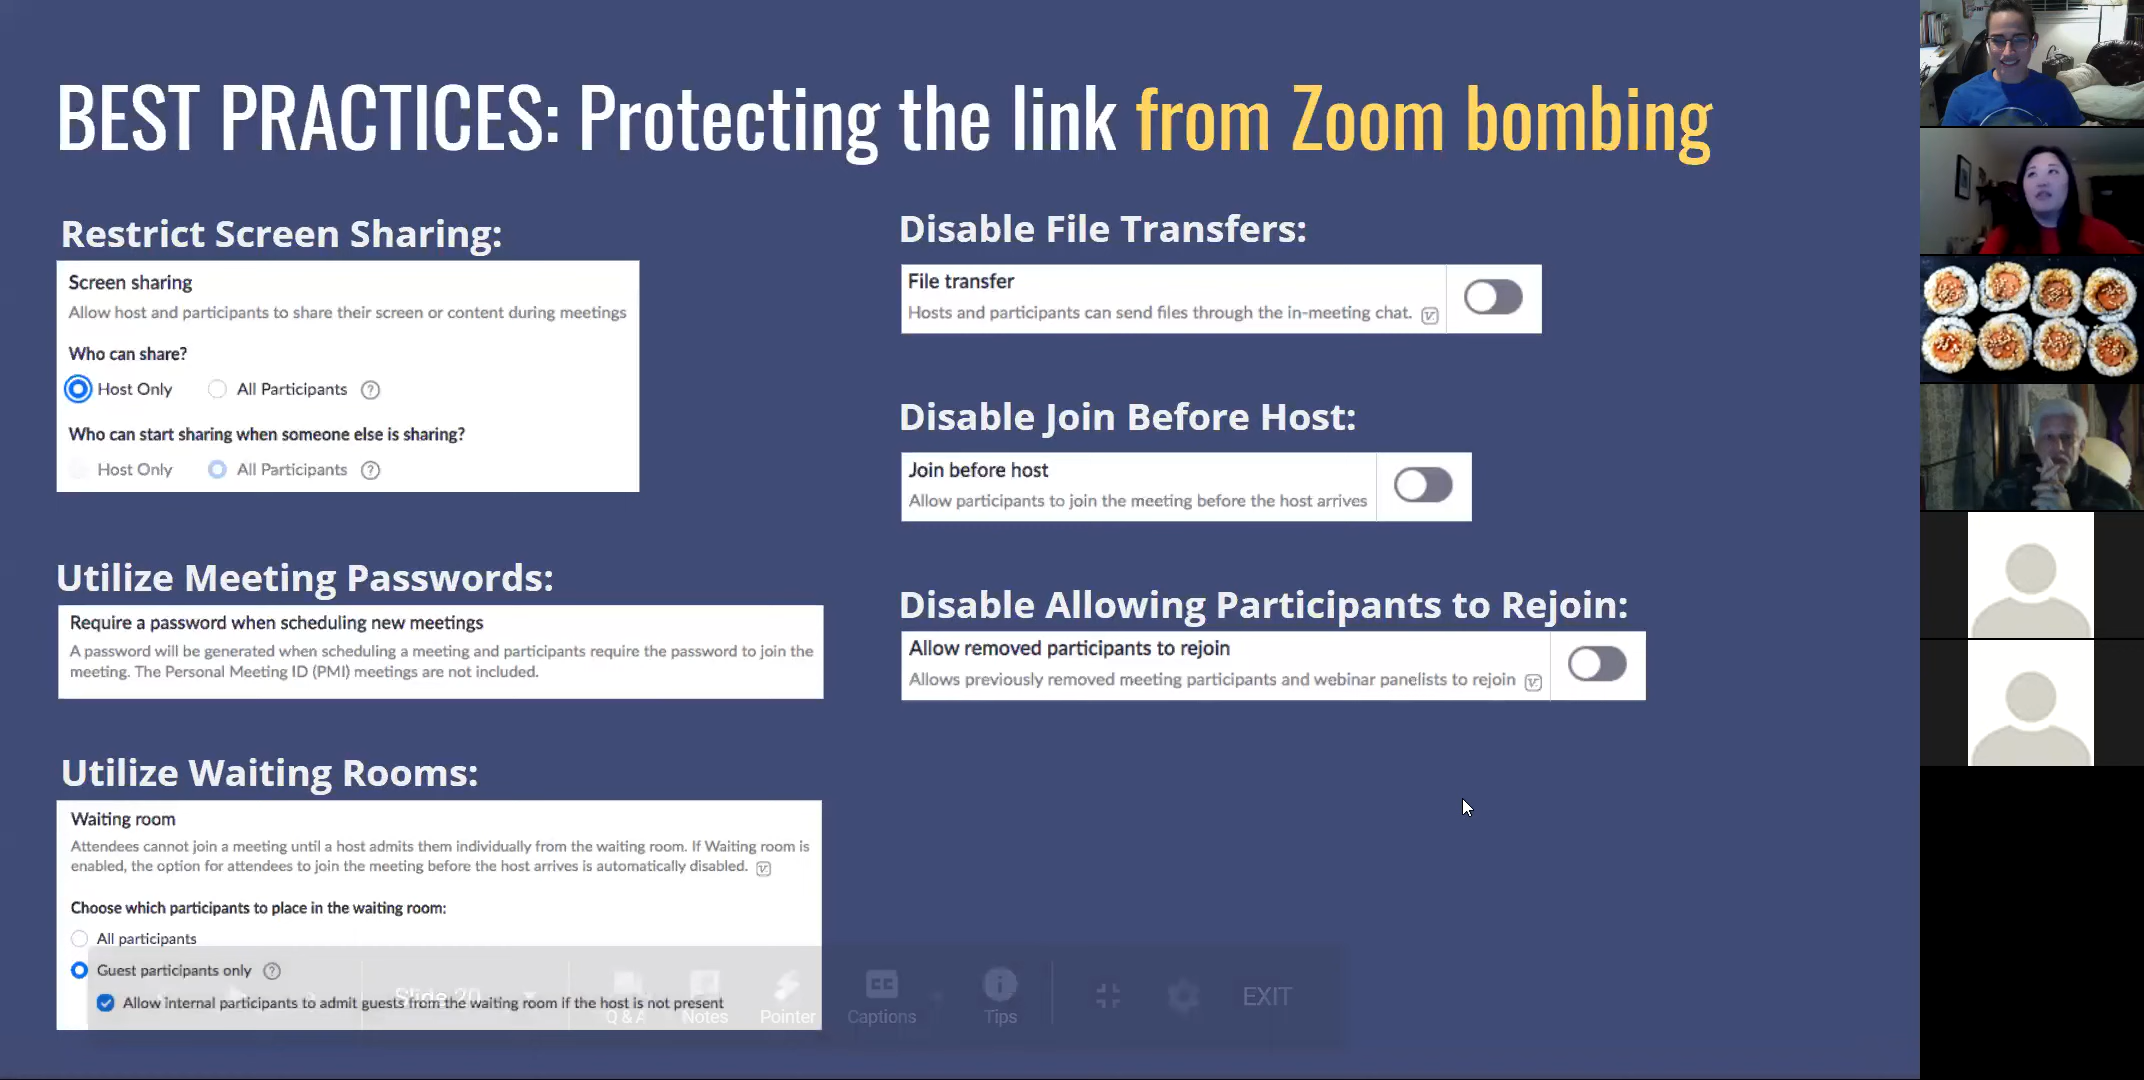 BEST PRACTICES: Protecting the link from Zoom bombing
Restrict Screen Sharing:
Screen sharing
Allow host and participants to share their screen or content during meetings
Who can share?
Host Only All Participants ?
Who can start sharing when someone else is sharing?
Host Only All Participants ?
Utilize Meeting Passwords:
Require a password when scheduling new meetings
A password will be generated when scheduling a meeting and participants require the password to join the
meeting. The Personal Meeting ID (PMI) meetings are not included.
Utilize Waiting Rooms:
Waiting room
Attendees cannot join a meeting until a host admits them individually from the waiting room. If Waiting room is
enabled, the option for attendees to join the meeting before the host arrives is automatically disabled.
Choose which participants to place in the waiting room:
All participants
Guest participants only ?
Allow internal participants to admit guests from the waiting room if the host is not present
Disable File Transfers:
File transfer
Hosts and participants can send files through the in-meeting chat.
Disable Join Before Host:
Join before host
Allow participants to join the meeting before the host arrives
Disable Allowing Participants to Rejoin:
Allow removed participants to rejoin
Allows previously removed meeting participants and webinar panelists to rejoin
Slide 20
Q & A Notes Pointer CC Captions Tips EXIT